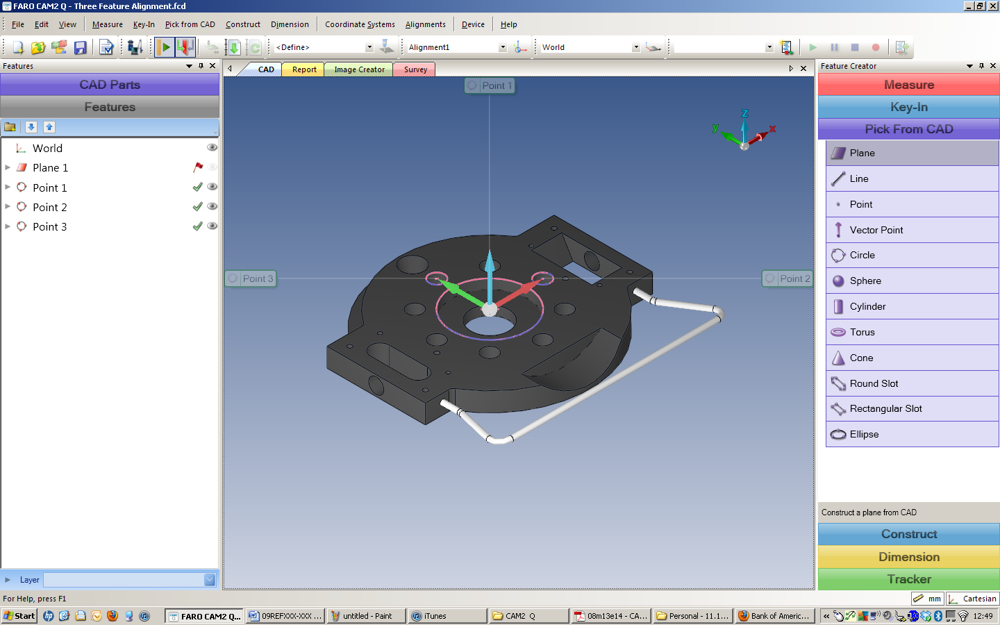 FARO CAM2 Q - Three Feature Alignment.fcd
File Edit View Measure Key-In Pick from CAD Construct Dimension Coordinate Systems Alignments Device Help
<Define> Alignment1 World
Features
CAD Parts
Features
World
Plane 1
Point 1
Point 2
Point 3
Layer
CAD Report Image Creator Survey
Point 1
z
y
x
Point 3
Point 2
Feature Creator
Measure
Key-In
Pick From CAD
Plane
Line
Point
Vector Point
Circle
Sphere
Cylinder
Torus
Cone
Round Slot
Rectangular Slot
Ellipse
Construct a plane from CAD
Construct
Dimension
Tracker
For Help, press F1
mm Cartesian
Start FARO CAM2 Q... 09REFXXX-XXX ... untitled - Paint iTunes CAM2 Q 08m13e14 - CA... Personal - 11.1... Bank of Americ... 12:49